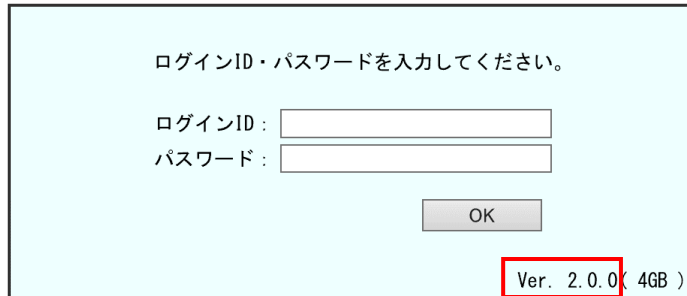 ログインID・パスワードを入力してください。
ログインID：
パスワード：
OK
Ver. 2.0.0( 4GB )